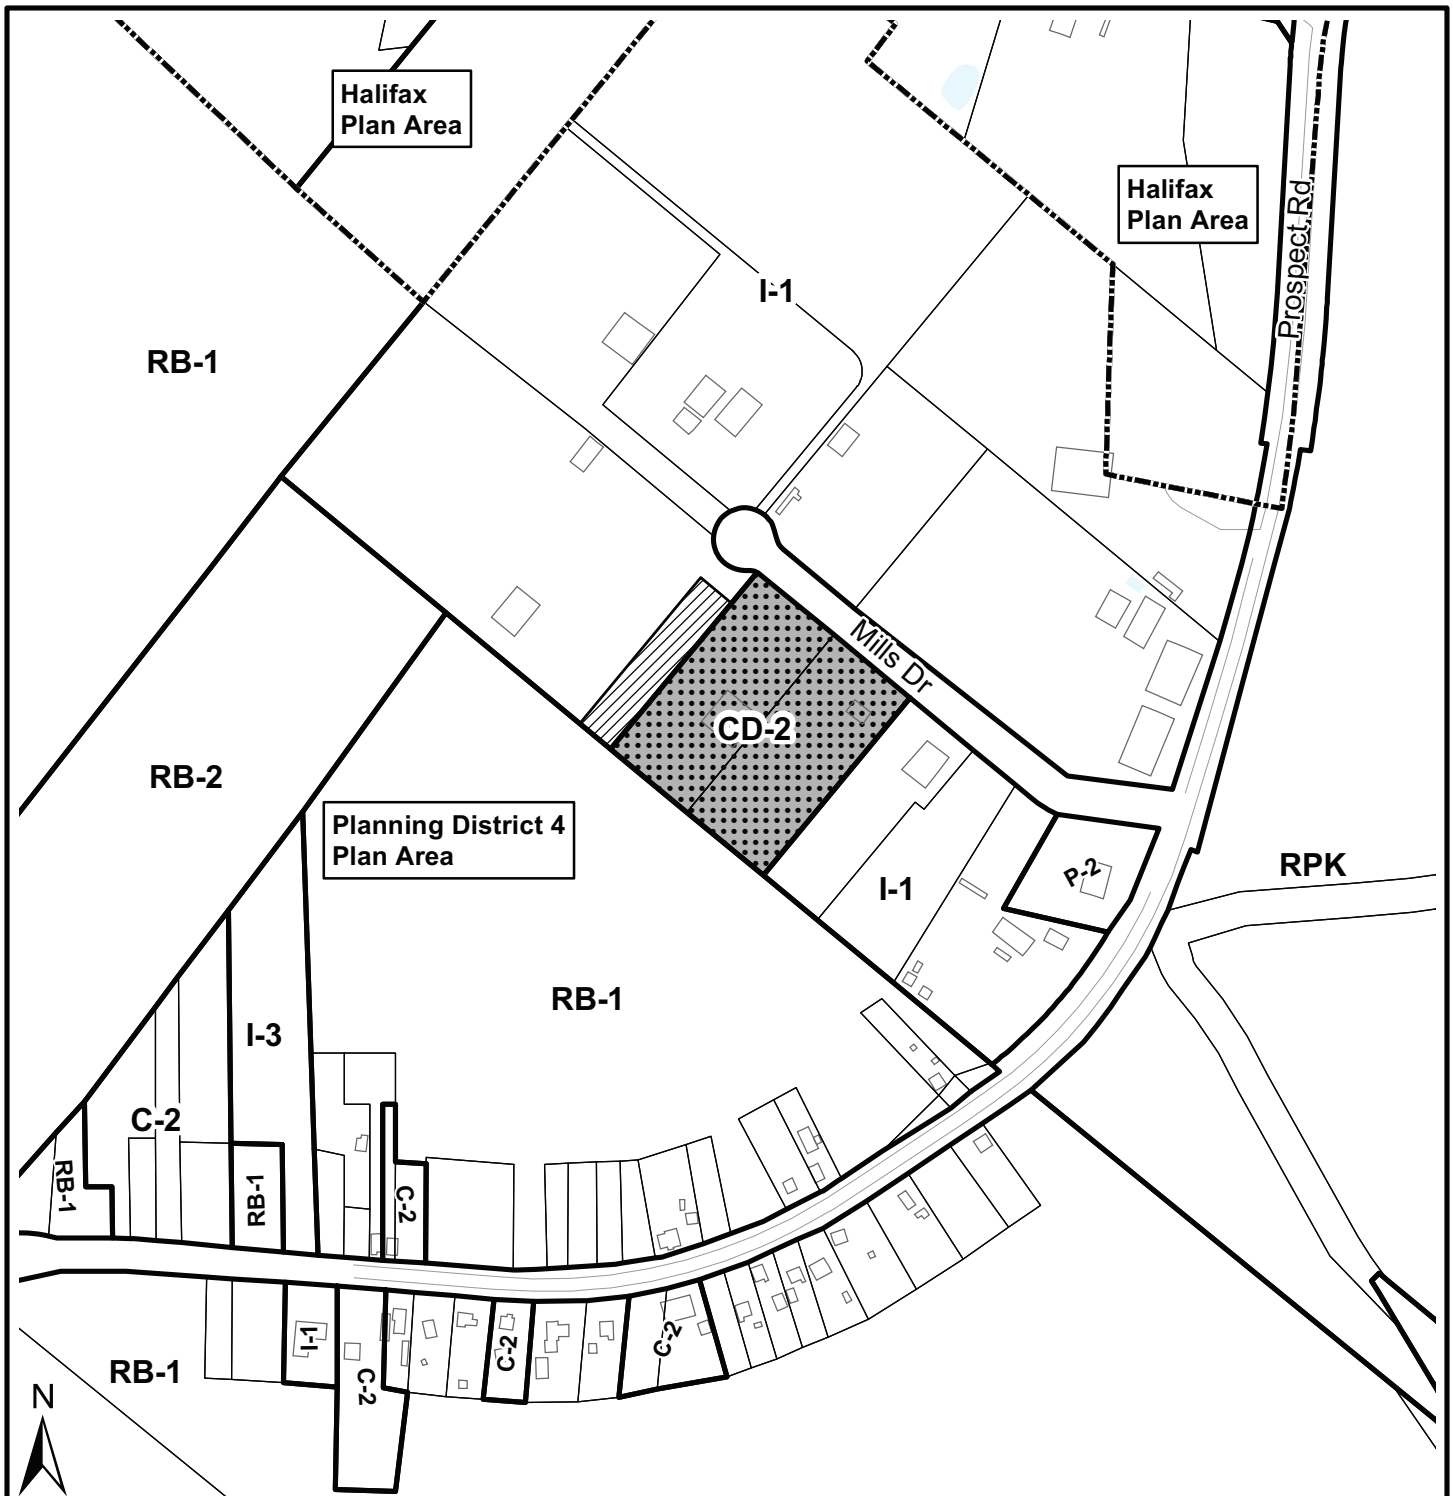 Halifax
Plan Area
Halifax
Plan Area
Prospect Rd
I-1
RB-1
Mills Dr
CD-2
RB-2
Planning District 4
Plan Area
P-2
RPK
I-1
RB-1
I-3
C-2
RB-1
RB-1
C-2
I-1
C-2
C-2
C-2
RB-1
N